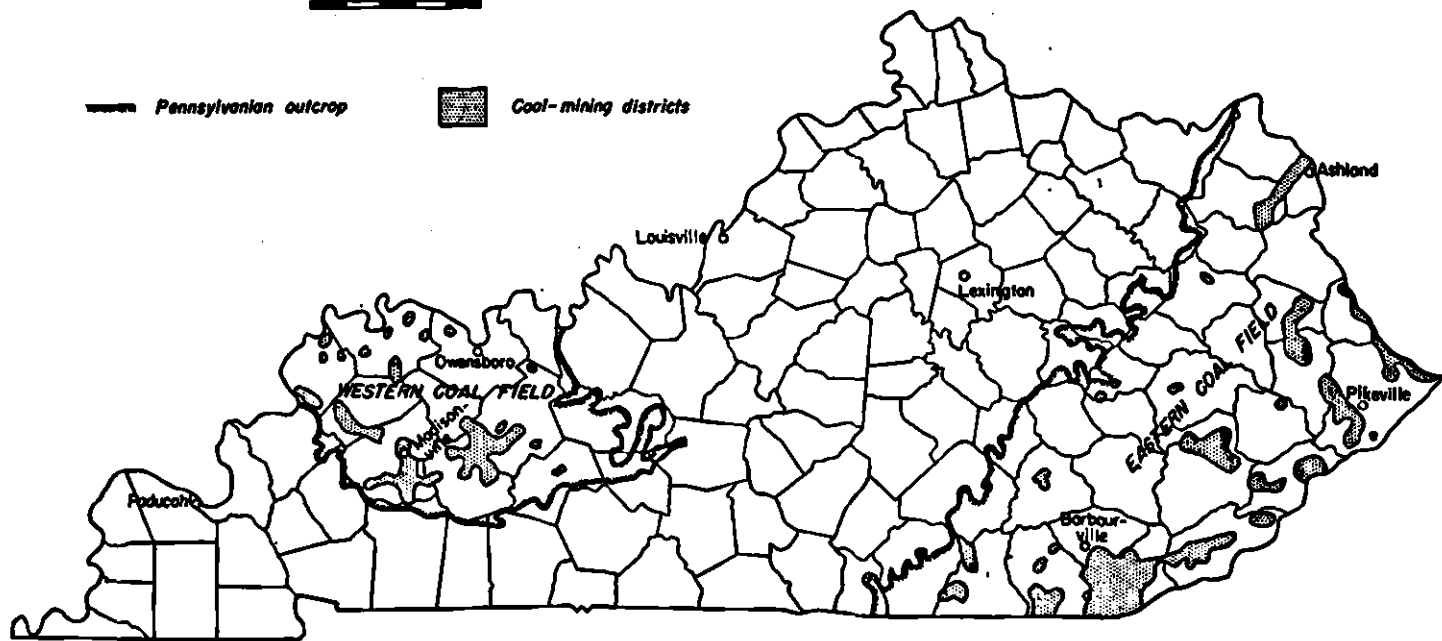 Pennsylvanian outcrop
Coal-mining districts
Ashland
Louisville
Lexington
Owensboro
WESTERN COAL FIELD
Madison-
ville
EASTERN COAL FIELD
Pikeville
Paducah
Barbour-
ville